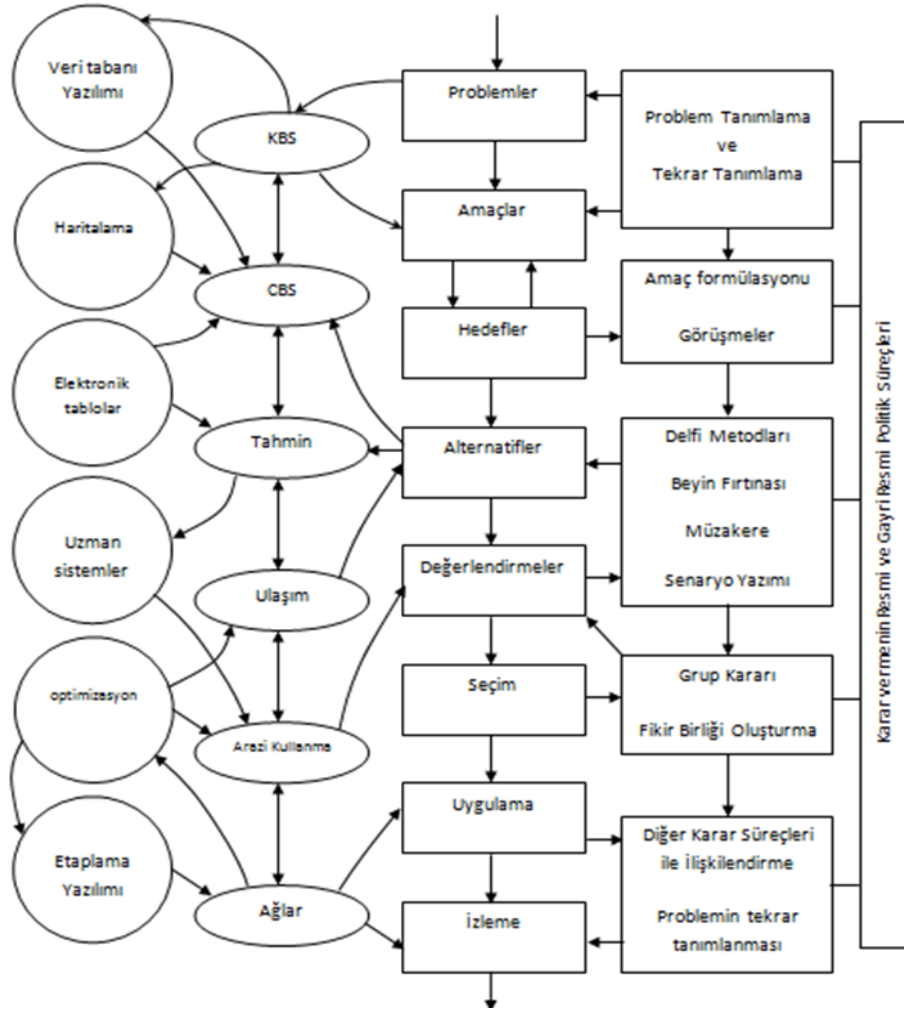 Veri tabanı
Yazılımı
Haritalama
Elektronik
tablolar
Uzman
sistemler
optimizasyon
Etaplama
Yazılımı
KBS
CBS
Tahmin
Ulaşım
Arazi Kullanma
Ağlar
Problemler
Amaçlar
Hedefler
Alternatifler
Değerlendirmeler
Seçim
Uygulama
İzleme
Problem Tanımlama
ve
Tekrar Tanımlama
Amaç formülasyonu
Görüşmeler
Delfi Metodları
Beyin Fırtınası
Müzakere
Senaryo Yazımı
Grup Kararı
Fikir Birliği Oluşturma
Diğer Karar Süreçleri
ile İlişkilendirme
Problemin tekrar
tanımlanması
Karar vermenin Resmi ve Gayri Resmi Politik Süreçleri